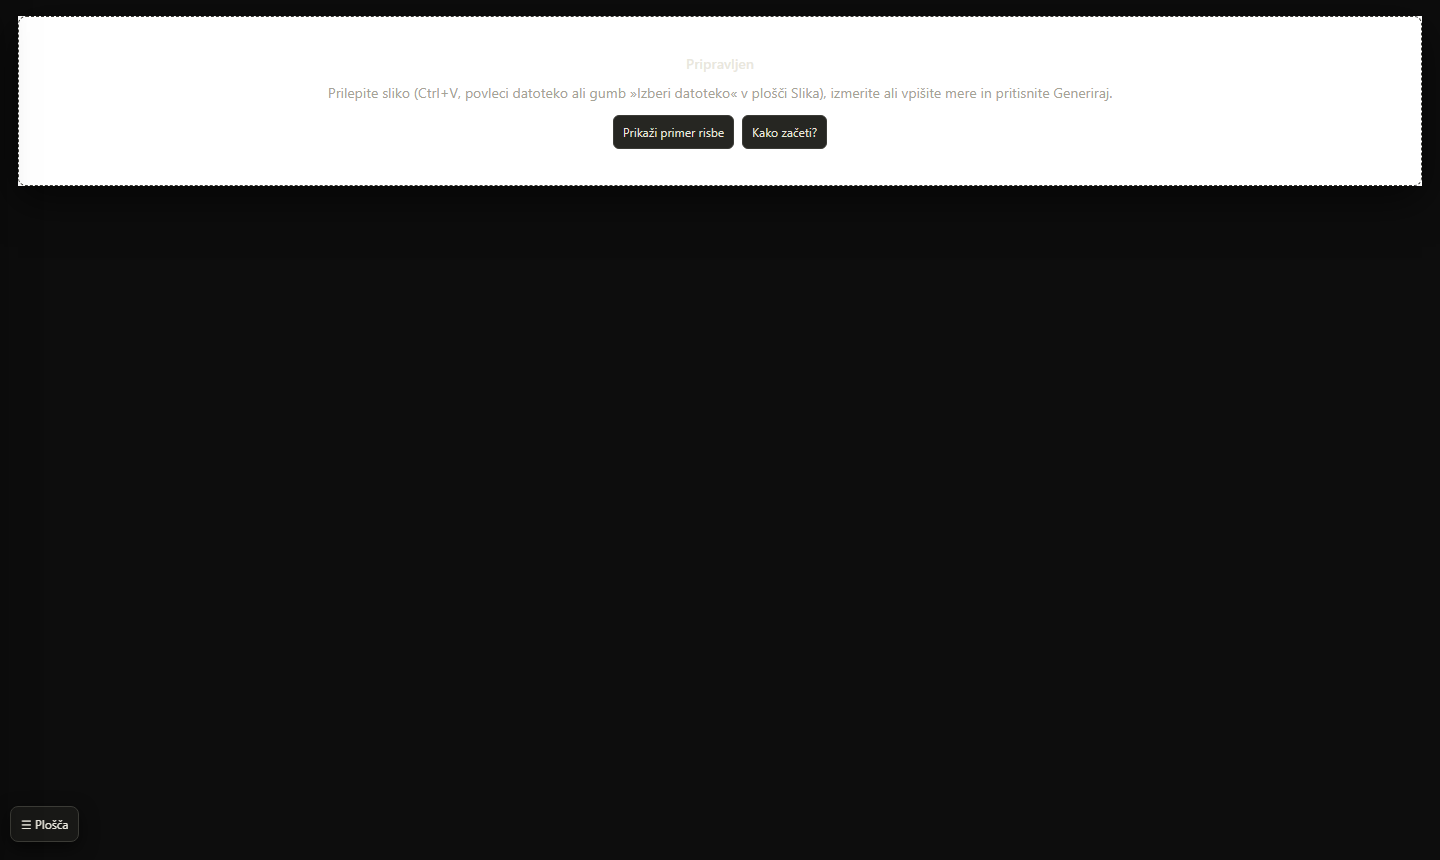 Pripravljen
Prilepite sliko (Ctrl+V, povleci datoteko ali gumb »Izberi datoteko« v plošči Slika), izmerite ali vpišite mere in pritisnite Generiraj.
Prikaži primer risbe
Kako začeti?
☰ Plošča